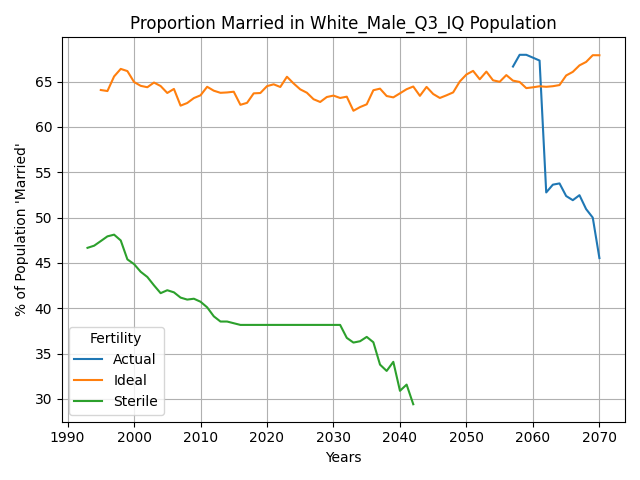 Proportion Married in White_Male_Q3_IQ Population
% of Population 'Married'
65
60
55
50
45
40
35
30
Fertility
Actual
Ideal
Sterile
1990 2000 2010 2020 2030 2040 2050 2060 2070
Years